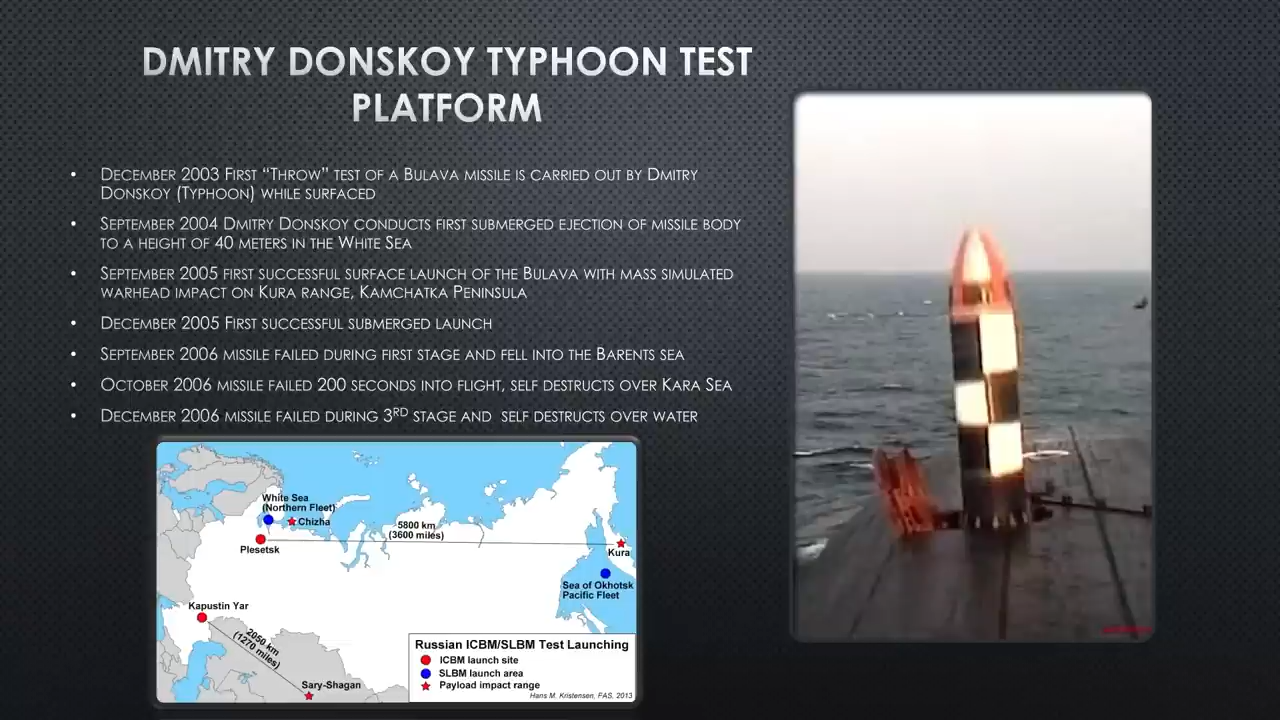 DMITRY DONSKOY TYPHOON TEST
PLATFORM
• DECEMBER 2003 FIRST “THROW” TEST OF A BULAVA MISSILE IS CARRIED OUT BY DMITRY
DONSKOY (TYPHOON) WHILE SURFACED
• SEPTEMBER 2004 DMITRY DONSKOY CONDUCTS FIRST SUBMERGED EJECTION OF MISSILE BODY
TO A HEIGHT OF 40 METERS IN THE WHITE SEA
• SEPTEMBER 2005 FIRST SUCCESSFUL SURFACE LAUNCH OF THE BULAVA WITH MASS SIMULATED
WARHEAD IMPACT ON KURA RANGE, KAMCHATKA PENINSULA
• DECEMBER 2005 FIRST SUCCESSFUL SUBMERGED LAUNCH
• SEPTEMBER 2006 MISSILE FAILED DURING FIRST STAGE AND FELL INTO THE BARENTS SEA
• OCTOBER 2006 MISSILE FAILED 200 SECONDS INTO FLIGHT, SELF DESTRUCTS OVER KARA SEA
• DECEMBER 2006 MISSILE FAILED DURING 3RD STAGE AND SELF DESTRUCTS OVER WATER
White Sea
(Northern Fleet)
Chizha
Plesetsk
5800 km
(3600 miles)
Kura
Sea of Okhotsk
Pacific Fleet
Kapustin Yar
2050 km
(1270 miles)
Sary-Shagan
Russian ICBM/SLBM Test Launching
ICBM launch site
SLBM launch area
Payload impact range
Hans M. Kristensen, FAS, 2013